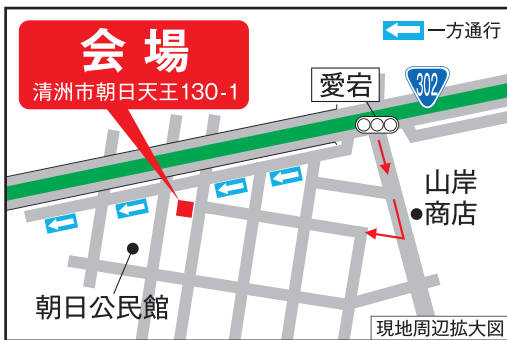 会場
清洲市朝日天王130-1
一方通行
愛宕
302
山岸
商店
朝日公民館
現地周辺拡大図